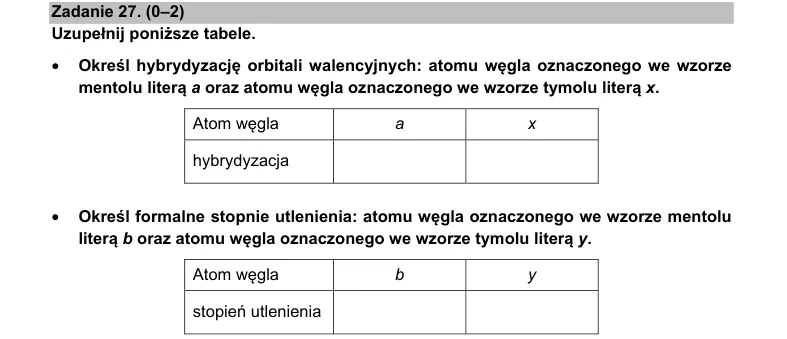 Zadanie 27. (0–2)
Uzupełnij poniższe tabele.
• Określ hybrydyzację orbitali walencyjnych: atomu węgla oznaczonego we wzorze
mentolu literą a oraz atomu węgla oznaczonego we wzorze tymolu literą x.
Atom węgla a x
hybrydyzacja
• Określ formalne stopnie utlenienia: atomu węgla oznaczonego we wzorze mentolu
literą b oraz atomu węgla oznaczonego we wzorze tymolu literą y.
Atom węgla b y
stopień utlenienia